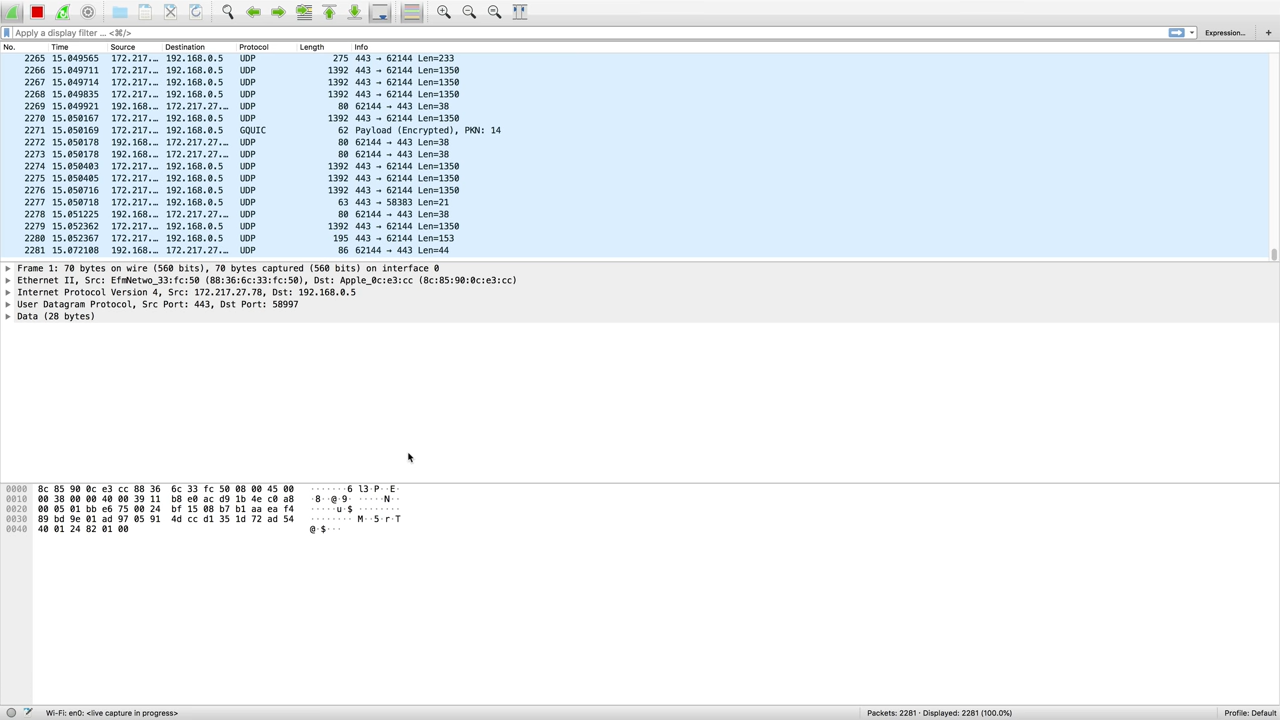 Apply a display filter ... <⌘/>
Expression...
+
No. Time Source Destination Protocol Length Info
2265 15.049565 172.217.… 192.168.0.5 UDP 275 443 → 62144 Len=233
2266 15.049711 172.217.… 192.168.0.5 UDP 1392 443 → 62144 Len=1350
2267 15.049714 172.217.… 192.168.0.5 UDP 1392 443 → 62144 Len=1350
2268 15.049835 172.217.… 192.168.0.5 UDP 1392 443 → 62144 Len=1350
2269 15.049921 192.168.… 172.217.27.… UDP 80 62144 → 443 Len=38
2270 15.050167 172.217.… 192.168.0.5 UDP 1392 443 → 62144 Len=1350
2271 15.050169 172.217.… 192.168.0.5 GQUIC 62 Payload (Encrypted), PKN: 14
2272 15.050178 192.168.… 172.217.27.… UDP 80 62144 → 443 Len=38
2273 15.050178 192.168.… 172.217.27.… UDP 80 62144 → 443 Len=38
2274 15.050403 172.217.… 192.168.0.5 UDP 1392 443 → 62144 Len=1350
2275 15.050405 172.217.… 192.168.0.5 UDP 1392 443 → 62144 Len=1350
2276 15.050716 172.217.… 192.168.0.5 UDP 1392 443 → 62144 Len=1350
2277 15.050718 172.217.… 192.168.0.5 UDP 63 443 → 58383 Len=21
2278 15.051225 192.168.… 172.217.27.… UDP 80 62144 → 443 Len=38
2279 15.052362 172.217.… 192.168.0.5 UDP 1392 443 → 62144 Len=1350
2280 15.052367 172.217.… 192.168.0.5 UDP 195 443 → 62144 Len=153
2281 15.072108 192.168.… 172.217.27.… UDP 86 62144 → 443 Len=44
Frame 1: 70 bytes on wire (560 bits), 70 bytes captured (560 bits) on interface 0
Ethernet II, Src: EfmNetwo_33:fc:50 (88:36:6c:33:fc:50), Dst: Apple_0c:e3:cc (8c:85:90:0c:e3:cc)
Internet Protocol Version 4, Src: 172.217.27.78, Dst: 192.168.0.5
User Datagram Protocol, Src Port: 443, Dst Port: 58997
Data (28 bytes)
0000 8c 85 90 0c e3 cc 88 36 6c 33 fc 50 08 00 45 00 ·······6 l3·P··E·
0010 00 38 00 00 40 00 39 11 b8 e0 ac d9 1b 4e c0 a8 ·8··@·9· ·····N··
0020 00 05 01 bb e6 75 00 24 bf 15 08 b7 b1 aa ea f4 ·····u·$ ········
0030 89 bd 9e 01 ad 97 05 91 4d cc d1 35 1d 72 ad 54 ········ M··5·r·T
0040 40 01 24 82 01 00 @·$···
Wi-Fi: en0: <live capture in progress>
Packets: 2281 · Displayed: 2281 (100.0%)
Profile: Default